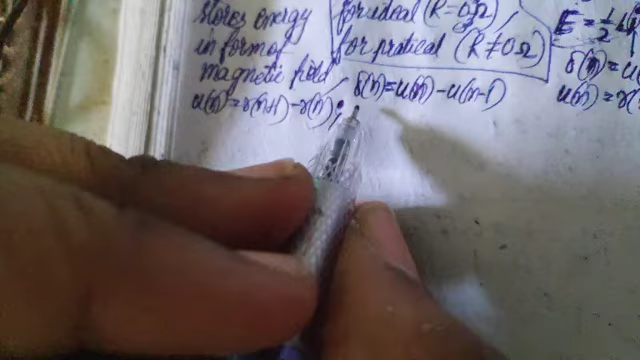 stores energy
in form of
magnetic field
for ideal (R=0Ω)
for pratical (R≠0Ω)
u(n)=r(n+1)-r(n); δ(n)=u(n)-u(n-1)
E=1/2
δ(n)=u
u(n)=r(